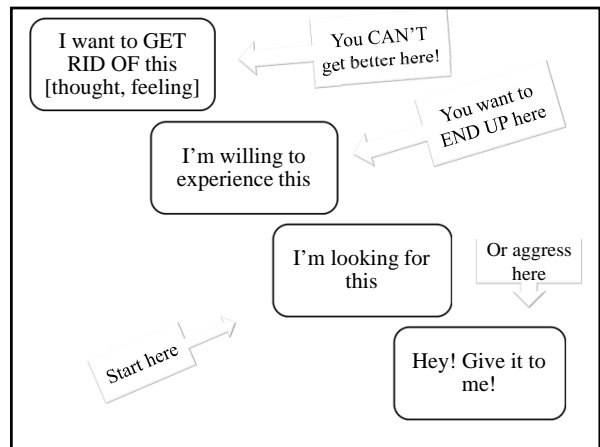 I want to GET
RID OF this
[thought, feeling]
You CAN'T
get better here!
You want to
END UP here
I'm willing to
experience this
I'm looking for
this
Or aggress
here
Start here
Hey! Give it to
me!